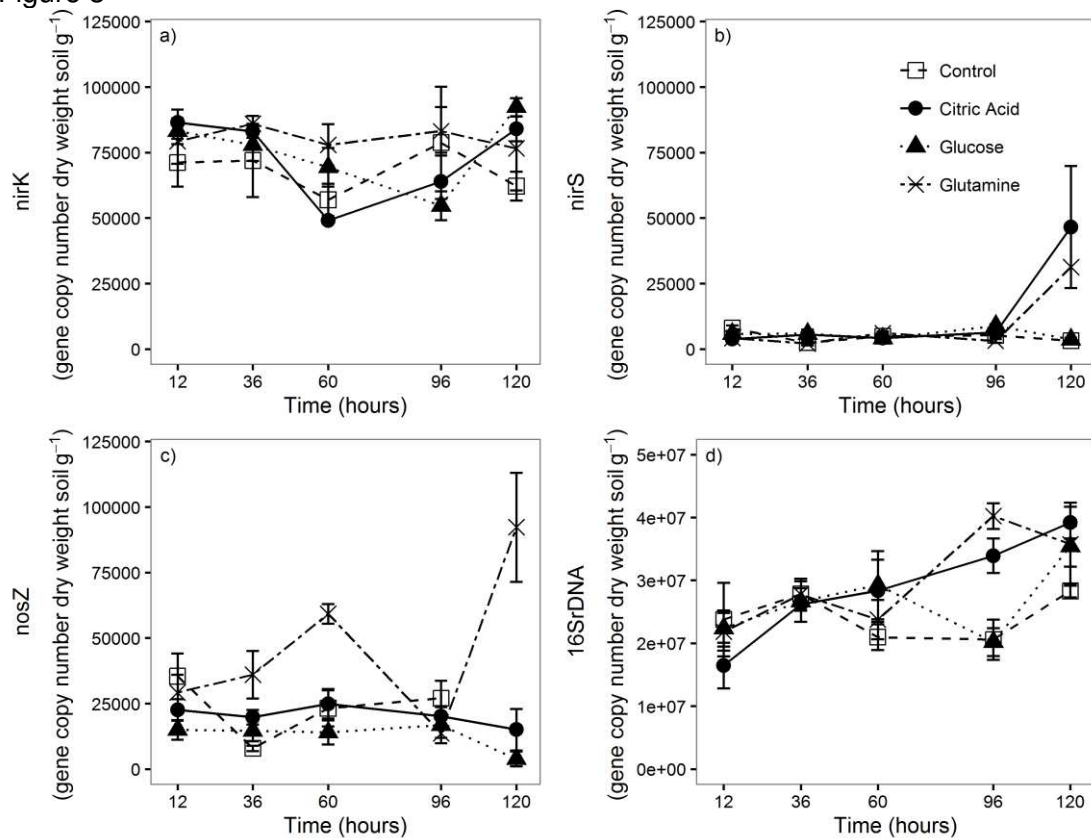 125000
100000
75000
50000
25000
0
a)
nirK
(gene copy number dry weight soil g⁻¹)
12 36 60 96 120
Time (hours)
125000
100000
75000
50000
25000
0
b)
Control
Citric Acid
Glucose
Glutamine
nirS
(gene copy number dry weight soil g⁻¹)
12 36 60 96 120
Time (hours)
125000
100000
75000
50000
25000
0
c)
nosZ
(gene copy number dry weight soil g⁻¹)
12 36 60 96 120
Time (hours)
5e+07
4e+07
3e+07
2e+07
1e+07
0e+00
d)
16SrDNA
(gene copy number dry weight soil g⁻¹)
12 36 60 96 120
Time (hours)